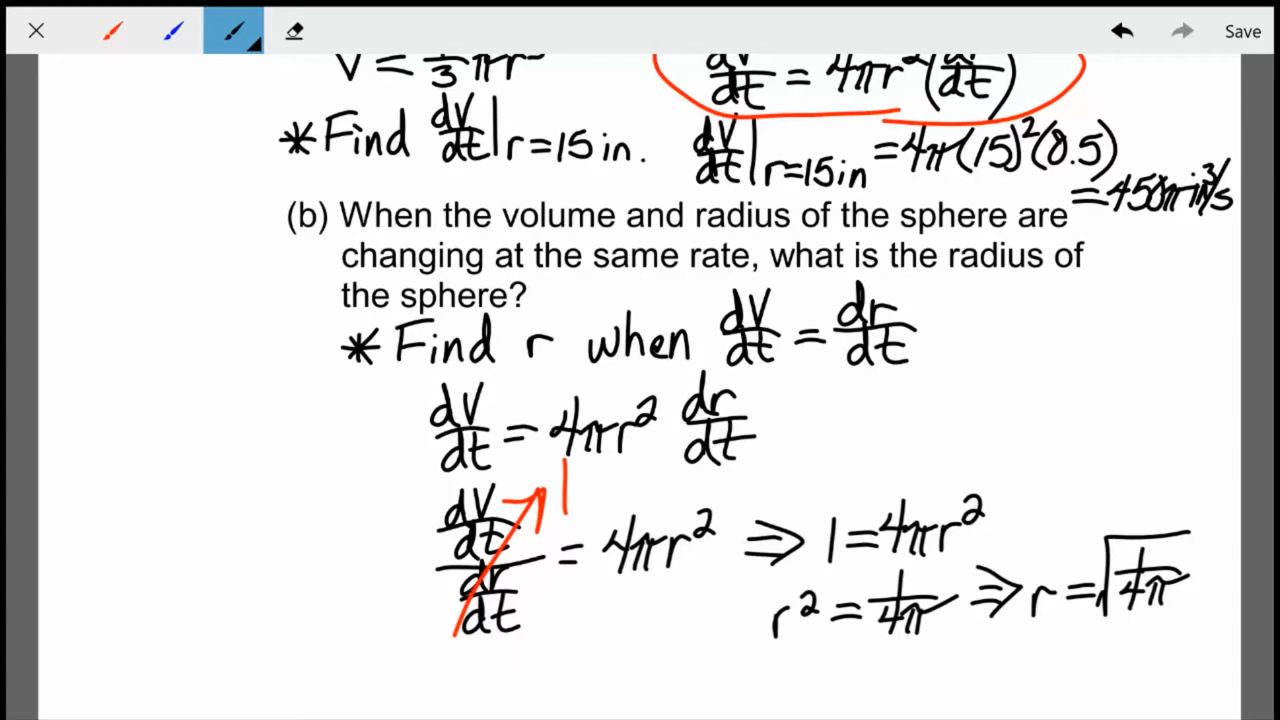 Save
V = 4/3 πr³
dV/dt = 4πr² (dr/dt)
*Find dV/dt | r=15 in.
dV/dt | r=15in = 4π(15)²(8.5)
= 450π in³/s
(b) When the volume and radius of the sphere are
changing at the same rate, what is the radius of
the sphere?
* Find r when dV/dt = dr/dt
dV/dt = 4πr² dr/dt
1
dV/dt / dr/dt = 4πr² ⇒ 1 = 4πr²
r² = 1/4π ⇒ r = √(1/4π)